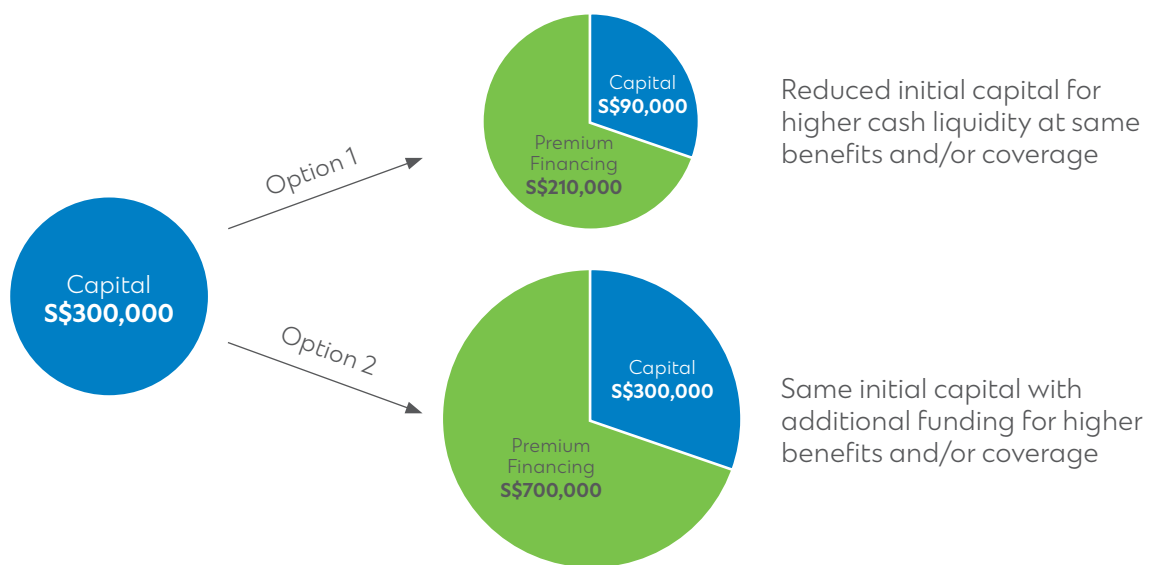 Capital
S$300,000
Option 1
Capital
S$90,000
Premium
Financing
S$210,000
Reduced initial capital for
higher cash liquidity at same
benefits and/or coverage
Option 2
Capital
S$300,000
Premium
Financing
S$700,000
Same initial capital with
additional funding for higher
benefits and/or coverage